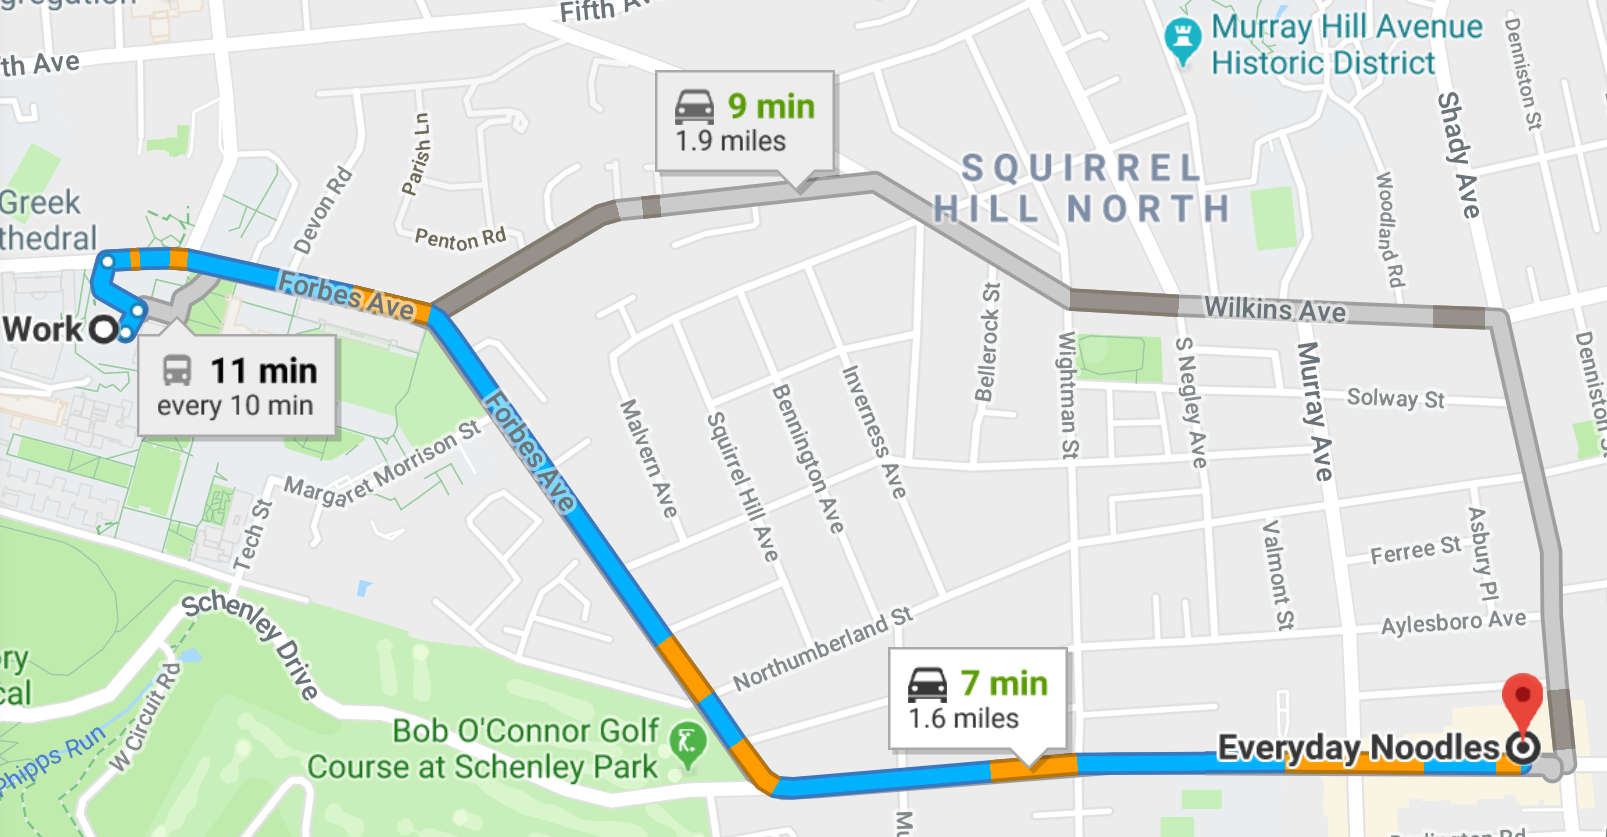 Fifth Av
th Ave
Murray Hill Avenue
Historic District
Denniston St
Shady Ave
9 min
1.9 miles
Parish Ln
SQUIRREL
HILL NORTH
Woodland Rd
Devon Rd
Greek
thedral
Penton Rd
Forbes Ave
Work
Wilkins Ave
11 min
every 10 min
Bellerock St
Wightman St
S Negley Ave
Murray Ave
Denniston S
Solway St
Malvern Ave
Squirrel Hill Ave
Bennington Ave
Inverness Ave
Forbes Ave
Margaret Morrison St
Tech St
Valmont St
Asbury Pl
Ferree St
Aylesboro Ave
Schenley Drive
Northumberland St
ry
cal
W Circuit Rd
Phipps Run
7 min
1.6 miles
Bob O'Connor Golf
Course at Schenley Park
Everyday Noodles
Mu